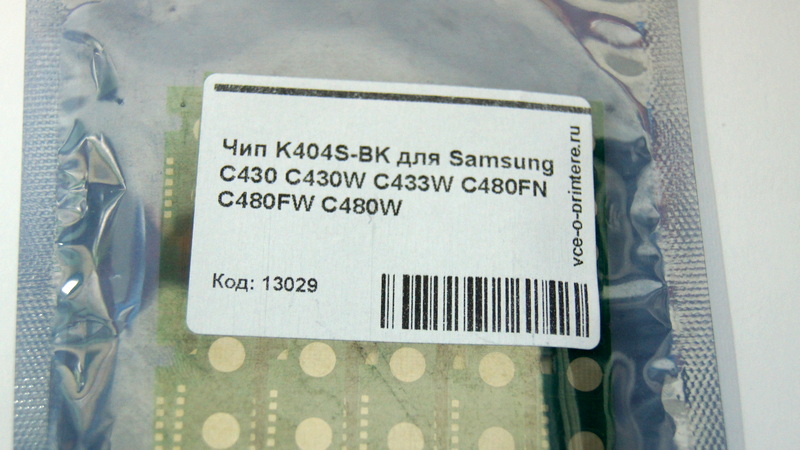 Чип K404S-BK для Samsung
C430 C430W C433W C480FN
C480FW C480W
Код: 13029
vce-o-printere.ru